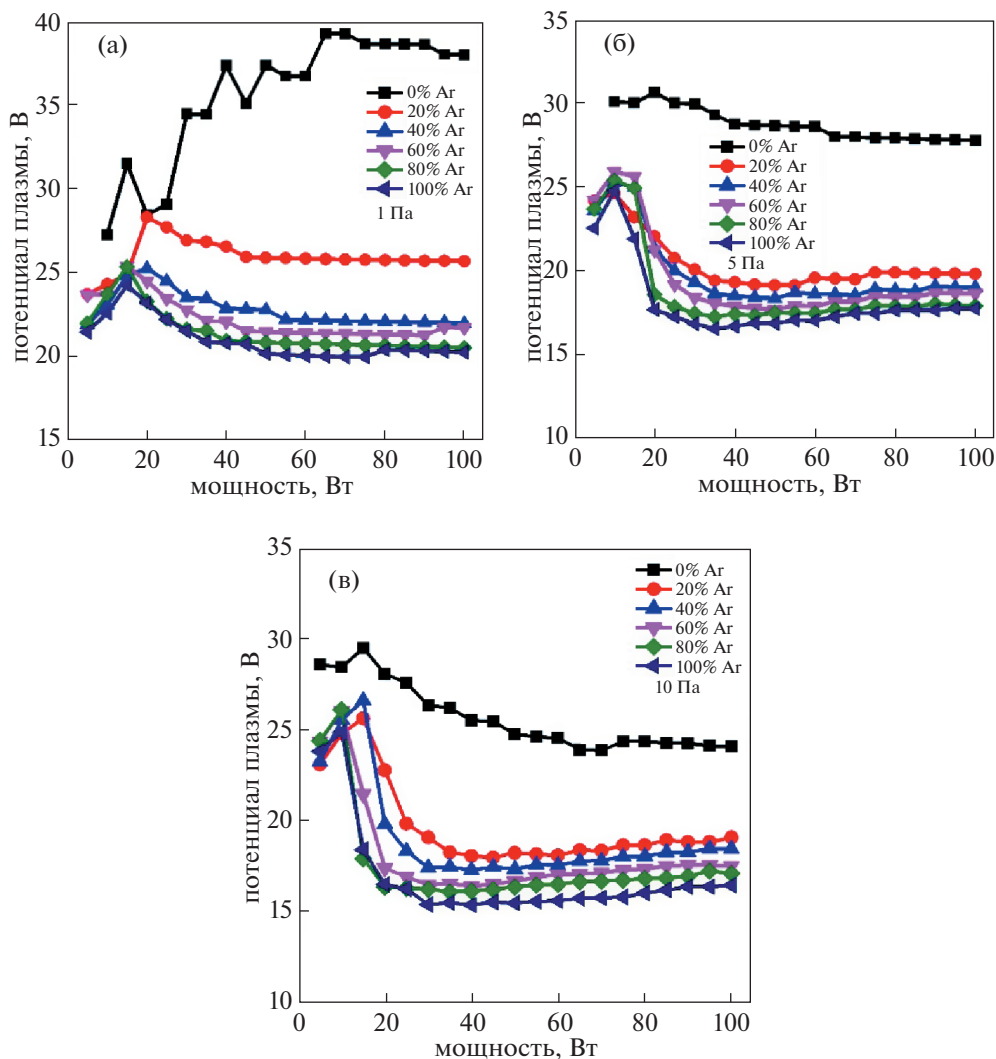 (а)
40
35
30
25
20
15
потенциал плазмы, В
0% Ar
20% Ar
40% Ar
60% Ar
80% Ar
100% Ar
1 Па
0 20 40 60 80 100
мощность, Вт
(б)
35
30
25
20
15
10
потенциал плазмы, В
0% Ar
20% Ar
40% Ar
60% Ar
80% Ar
100% Ar
5 Па
0 20 40 60 80 100
мощность, Вт
(в)
35
30
25
20
15
10
потенциал плазмы, В
0% Ar
20% Ar
40% Ar
60% Ar
80% Ar
100% Ar
10 Па
0 20 40 60 80 100
мощность, Вт